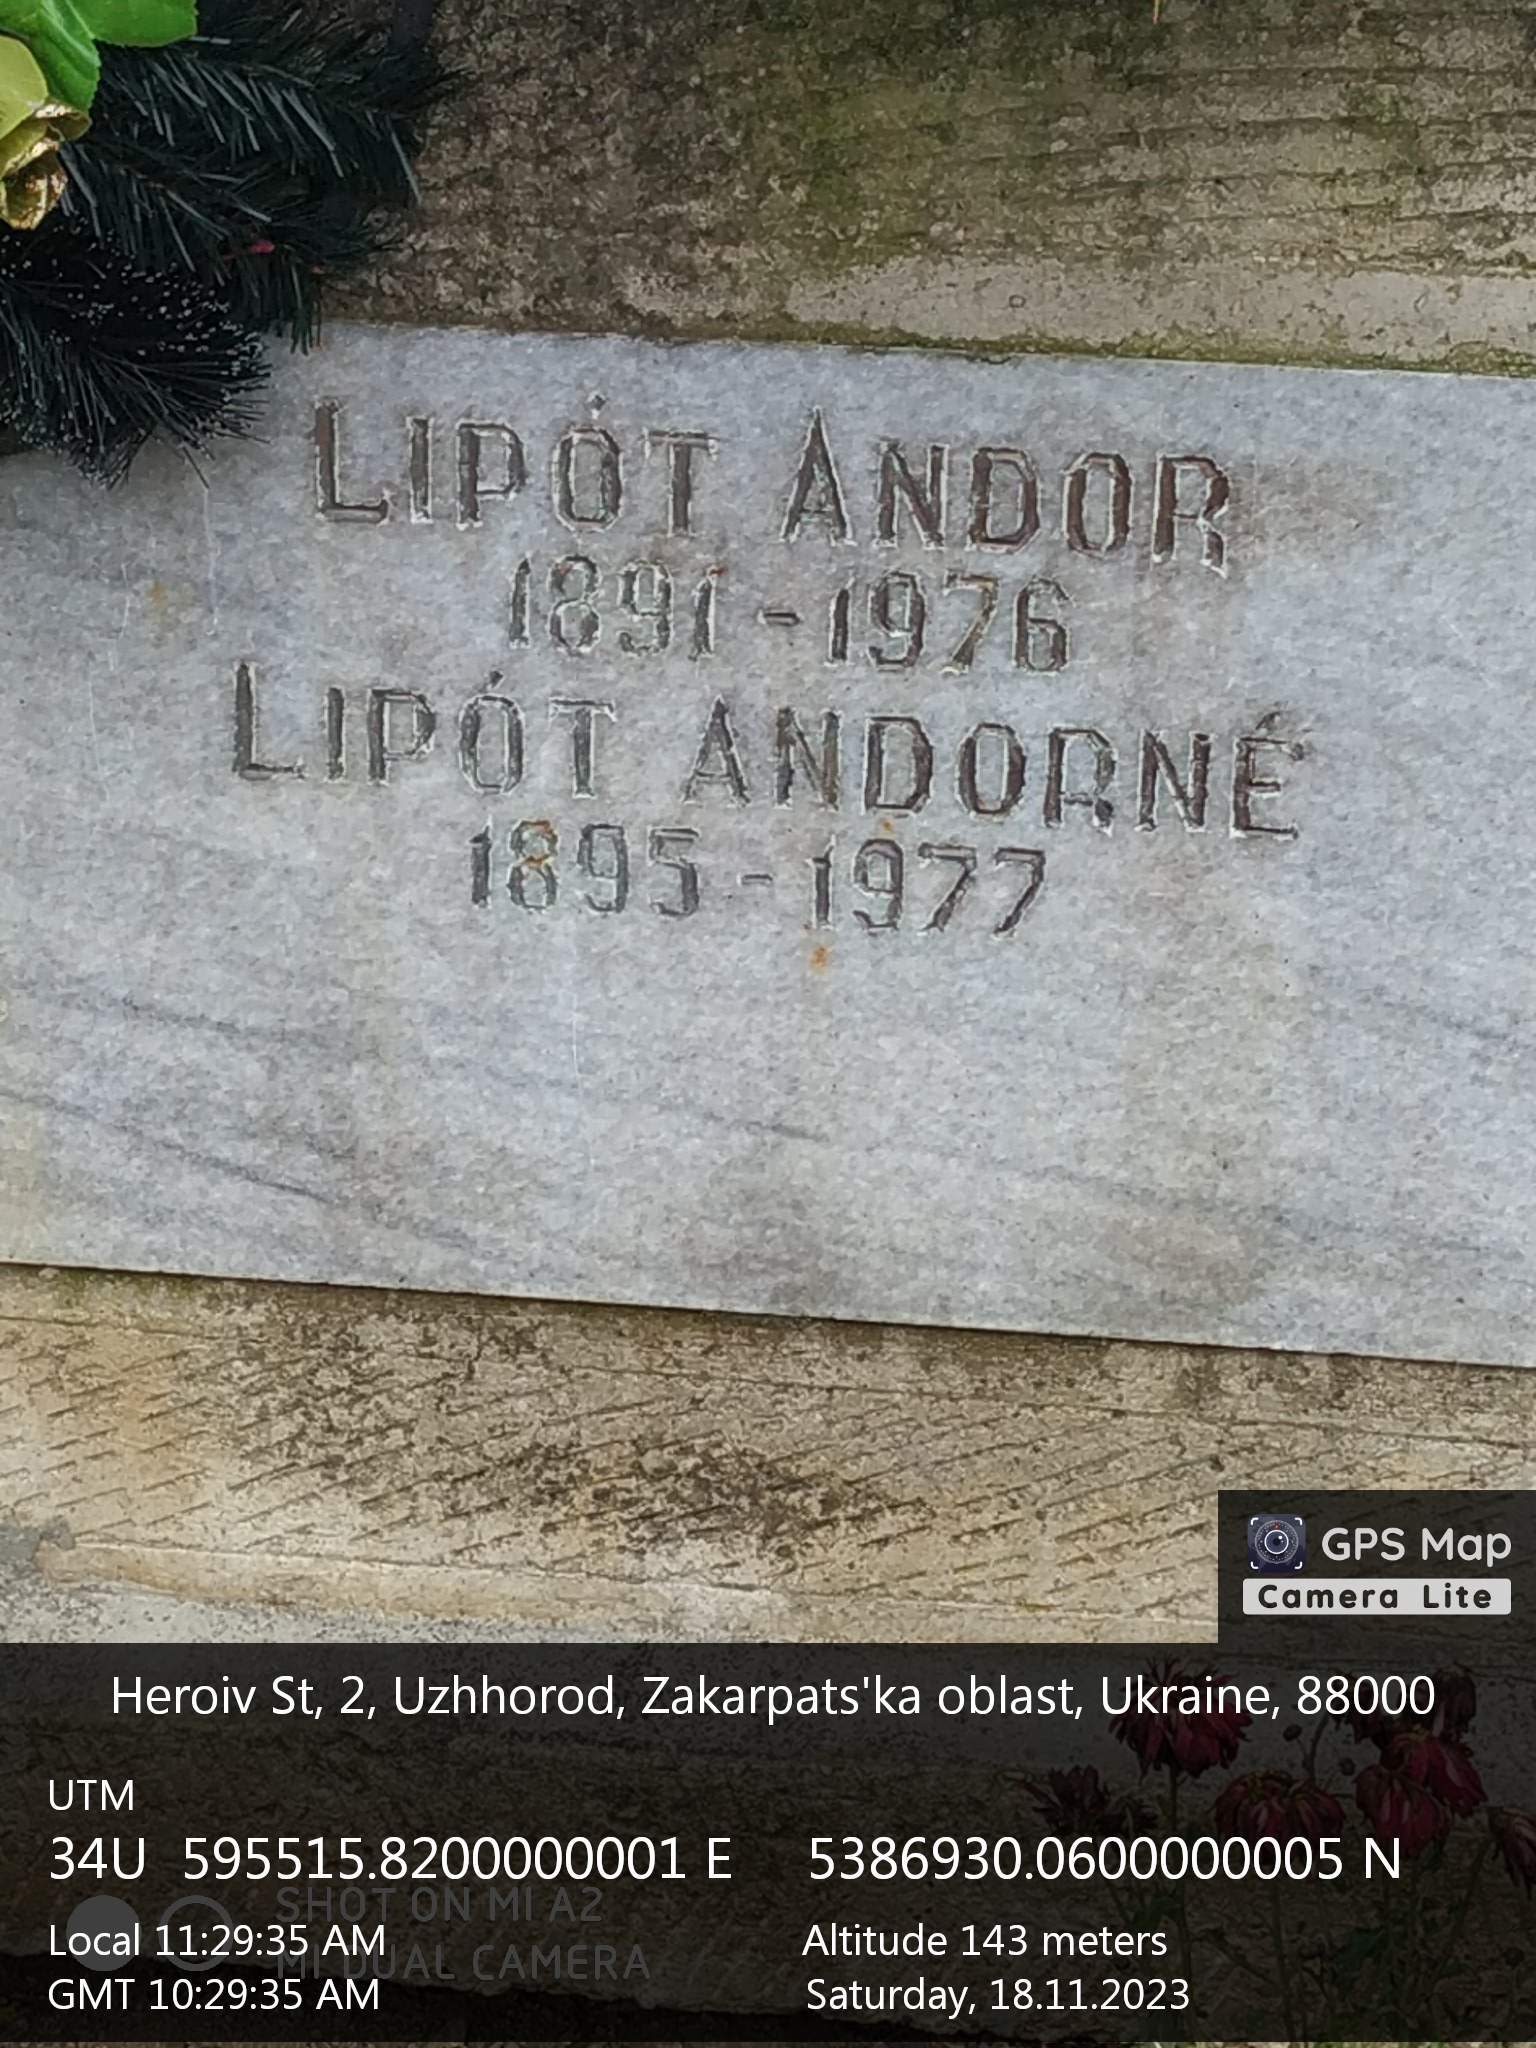 LIPÓT ANDOR
1891 - 1976
LIPÓT ANDORNÉ
1895 - 1977
GPS Map
Camera Lite
Heroiv St, 2, Uzhhorod, Zakarpats'ka oblast, Ukraine, 88000
UTM
34U 595515.8200000001 E 5386930.0600000005 N
SHOT ON MI A2
MI DUAL CAMERA
Local 11:29:35 AM Altitude 143 meters
GMT 10:29:35 AM Saturday, 18.11.2023